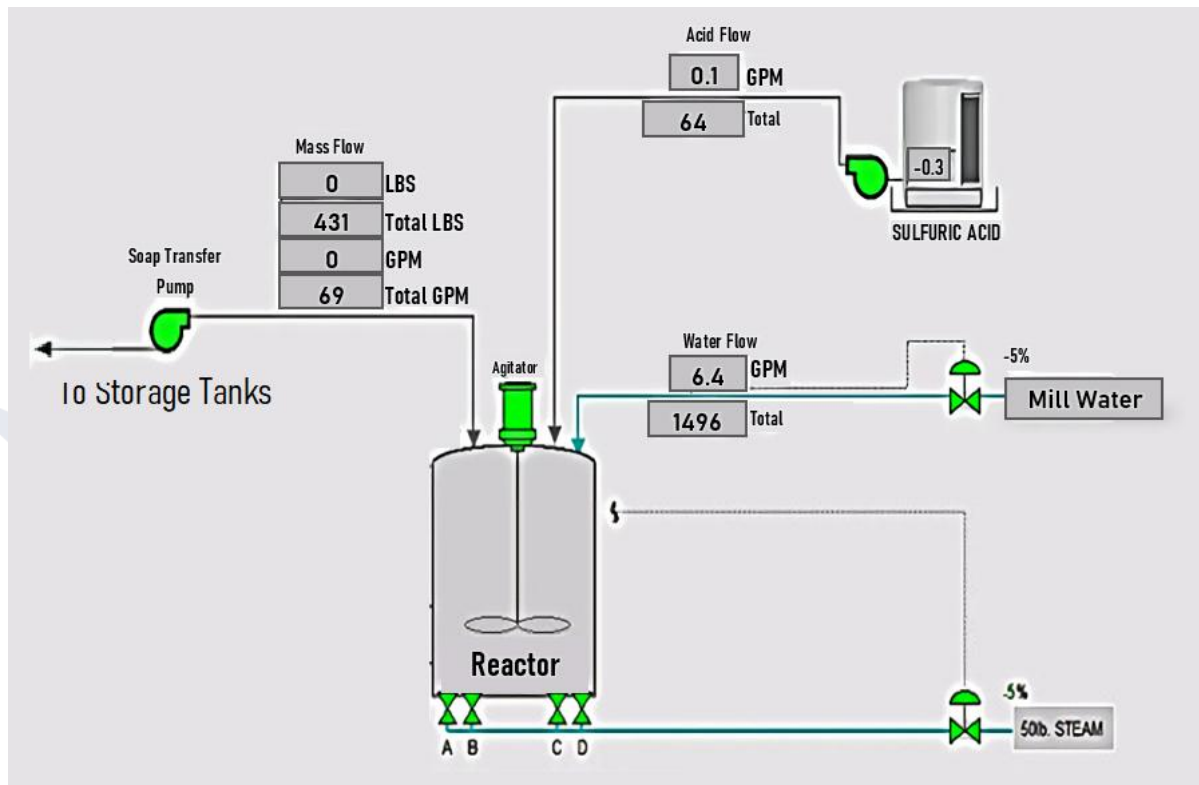 Acid Flow
0.1 GPM
64 Total
-0.3
SULFURIC ACID
Mass Flow
0 LBS
431 Total LBS
0 GPM
69 Total GPM
Soap Transfer
Pump
To Storage Tanks
Agitator
Water Flow
6.4 GPM
1496 Total
-5%
Mill Water
Reactor
A B C D
-5%
50lb. STEAM